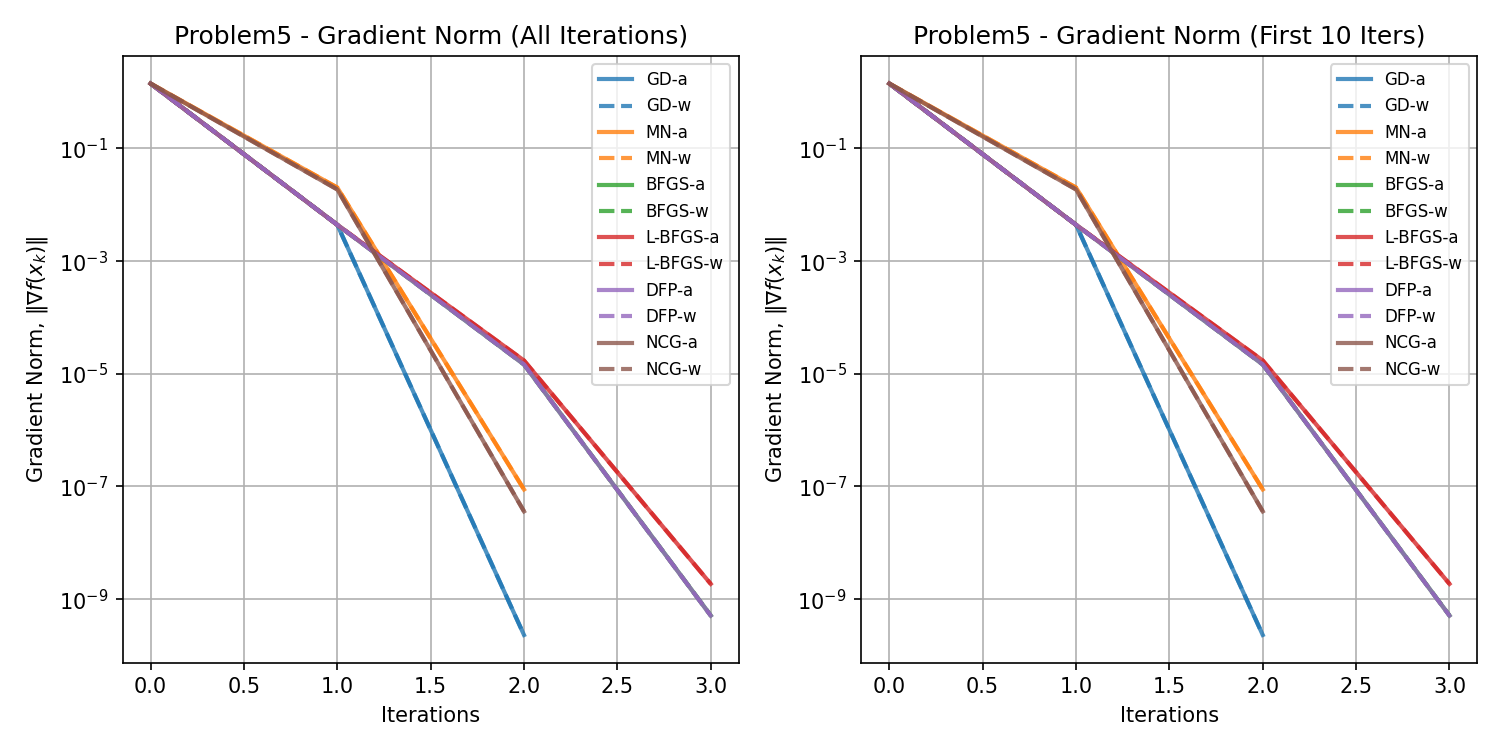 Problem5 - Gradient Norm (All Iterations)
Gradient Norm, ‖∇f(x_k)‖
10⁻¹
10⁻³
10⁻⁵
10⁻⁷
10⁻⁹
GD-a
GD-w
MN-a
MN-w
BFGS-a
BFGS-w
L-BFGS-a
L-BFGS-w
DFP-a
DFP-w
NCG-a
NCG-w
0.0 0.5 1.0 1.5 2.0 2.5 3.0
Iterations
Problem5 - Gradient Norm (First 10 Iters)
Gradient Norm, ‖∇f(x_k)‖
10⁻¹
10⁻³
10⁻⁵
10⁻⁷
10⁻⁹
GD-a
GD-w
MN-a
MN-w
BFGS-a
BFGS-w
L-BFGS-a
L-BFGS-w
DFP-a
DFP-w
NCG-a
NCG-w
0.0 0.5 1.0 1.5 2.0 2.5 3.0
Iterations